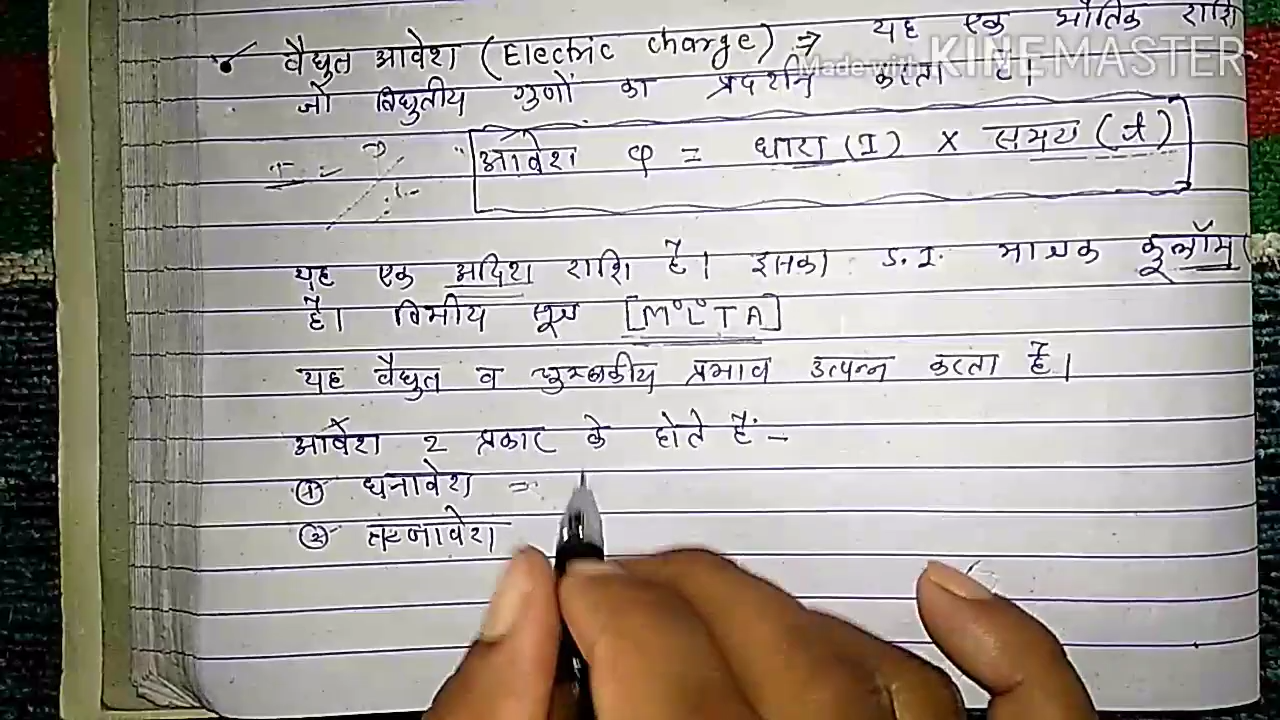 वैद्युत आवेश (Electric charge) ⇒ यह एक भौतिक राशि
Made with KINEMASTER
जो विद्युतीय गुणों का प्रदर्शन करता है।
आवेश φ = धारा (I) × समय (t)
यह एक अदिश राशि है। इसका S.I. मात्रक कूलॉम्
है। विमीय सूत्र [M°L°TA]
यह वैद्युत व चुम्बकीय प्रभाव उत्पन्न करता है।
आवेश 2 प्रकार के होते हैं:-
① धनावेश =
② ऋणावेश